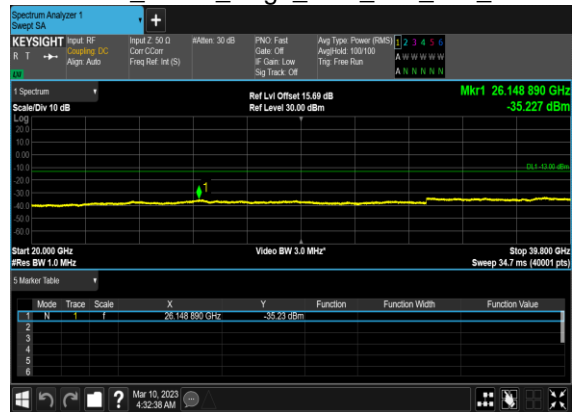 Spectrum Analyzer 1
Swept SA
+
KEYSIGHT Input: RF Input Z: 50 Ω #Atten: 30 dB PNO: Fast Avg Type: Power (RMS) 1 2 3 4 5 6
R T Coupling: DC Corr CCorr Gate: Off Avg|Hold: 100/100 A W W W W W
Align: Auto Freq Ref: Int (S) IF Gain: Low Trig: Free Run
LW Sig Track: Off A N N N N N
1 Spectrum Ref Lvl Offset 15.69 dB Mkr1 26.148 890 GHz
Scale/Div 10 dB Ref Level 30.00 dBm -35.227 dBm
Log
20.0
10.0
0.00
-10.0 DL1 -13.00 dBm
-20.0
-30.0 1
-40.0
-50.0
-60.0
Start 20.000 GHz Video BW 3.0 MHz* Stop 39.800 GHz
#Res BW 1.0 MHz Sweep 34.7 ms (40001 pts)
5 Marker Table
Mode Trace Scale X Y Function Function Width Function Value
1 N 1 f 26.148 890 GHz -35.23 dBm
2
3
4
5
6
? Mar 10, 2023
4:32:38 AM